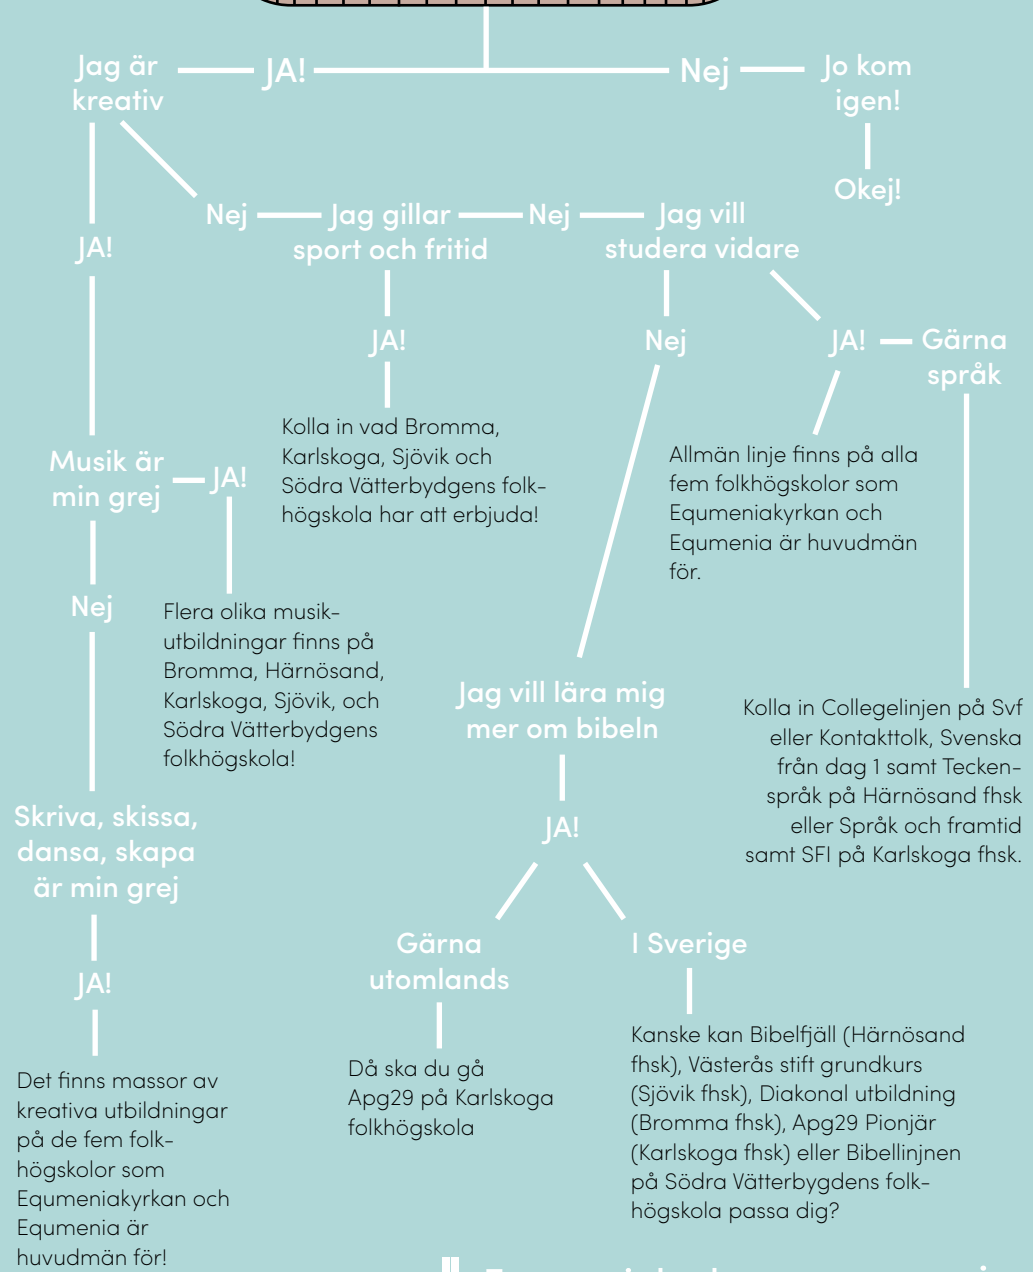 Jag är
kreativ
JA!
Nej
Jo kom
igen!
Okej!
JA!
Nej
Jag gillar
sport och fritid
Nej
Jag vill
studera vidare
JA!
Nej
JA!
Gärna
språk
Kolla in vad Bromma,
Karlskoga, Sjövik och
Södra Vätterbydgens folk-
högskola har att erbjuda!
Allmän linje finns på alla
fem folkhögskolor som
Equmeniakyrkan och
Equmenia är huvudmän
för.
Musik är
min grej
JA!
Nej
Flera olika musik-
utbildningar finns på
Bromma, Härnösand,
Karlskoga, Sjövik, och
Södra Vätterbydgens
folkhögskola!
Jag vill lära mig
mer om bibeln
Kolla in Collegelinjen på Svf
eller Kontakttolk, Svenska
från dag 1 samt Tecken-
språk på Härnösand fhsk
eller Språk och framtid
samt SFI på Karlskoga fhsk.
Skriva, skissa,
dansa, skapa
är min grej
JA!
JA!
Gärna
utomlands
I Sverige
Det finns massor av
kreativa utbildningar
på de fem folk-
högskolor som
Equmeniakyrkan och
Equmenia är
huvudmän för!
Då ska du gå
Apg29 på Karlskoga
folkhögskola
Kanske kan Bibelfjäll (Härnösand
fhsk), Västerås stift grundkurs
(Sjövik fhsk), Diakonal utbildning
(Bromma fhsk), Apg29 Pionjär
(Karlskoga fhsk) eller Bibellinjnen
på Södra Vätterbygdens folk-
högskola passa dig?